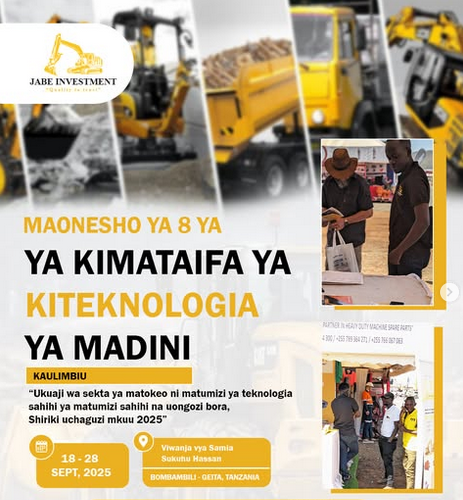 JABE INVESTMENT
"Quality to trust"
MAONESHO YA 8 YA
YA KIMATAIFA YA
KITEKNOLOGIA
YA MADINI
KAULIMBIU
“Ukuaji wa sekta ya matokeo ni matumizi ya teknologia
sahihi ya matumizi sahihi na uongozi bora,
Shiriki uchaguzi mkuu 2025”
18 - 28
SEPT, 2025
Viwanja vya Samia
Sukuhu Hassan
BOMBAMBILI - GEITA, TANZANIA
PARTNER IN HEAVY DUTY MACHINE SPARE PARTS